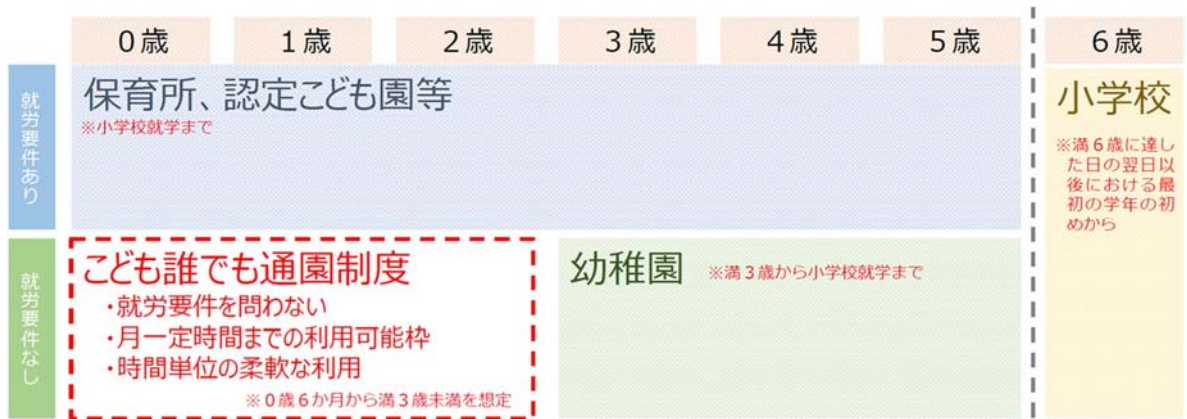 0歳
1歳
2歳
3歳
4歳
5歳
6歳
就労要件あり
保育所、認定こども園等
※小学校就学まで
小学校
※満6歳に達し
た日の翌日以
後における最
初の学年の初
めから
就労要件なし
こども誰でも通園制度
・就労要件を問わない
・月一定時間までの利用可能枠
・時間単位の柔軟な利用
※0歳6か月から満3歳未満を想定
幼稚園 ※満3歳から小学校就学まで